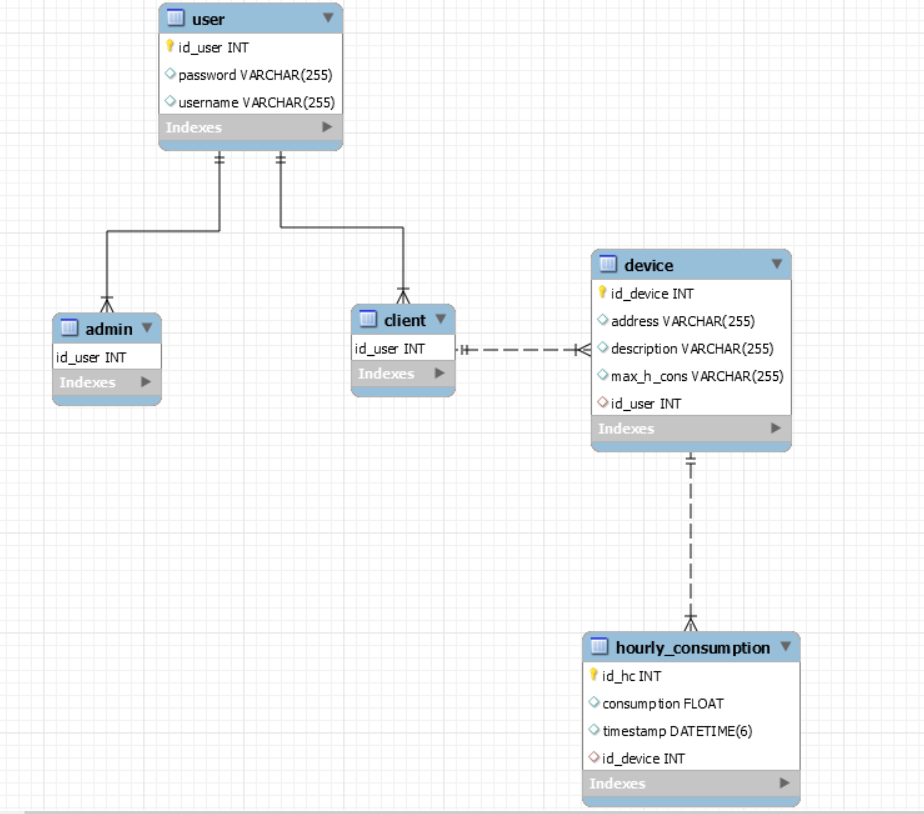 user
id_user INT
password VARCHAR(255)
username VARCHAR(255)
Indexes
admin
id_user INT
Indexes
client
id_user INT
Indexes
device
id_device INT
address VARCHAR(255)
description VARCHAR(255)
max_h_cons VARCHAR(255)
id_user INT
Indexes
hourly_consumption
id_hc INT
consumption FLOAT
timestamp DATETIME(6)
id_device INT
Indexes